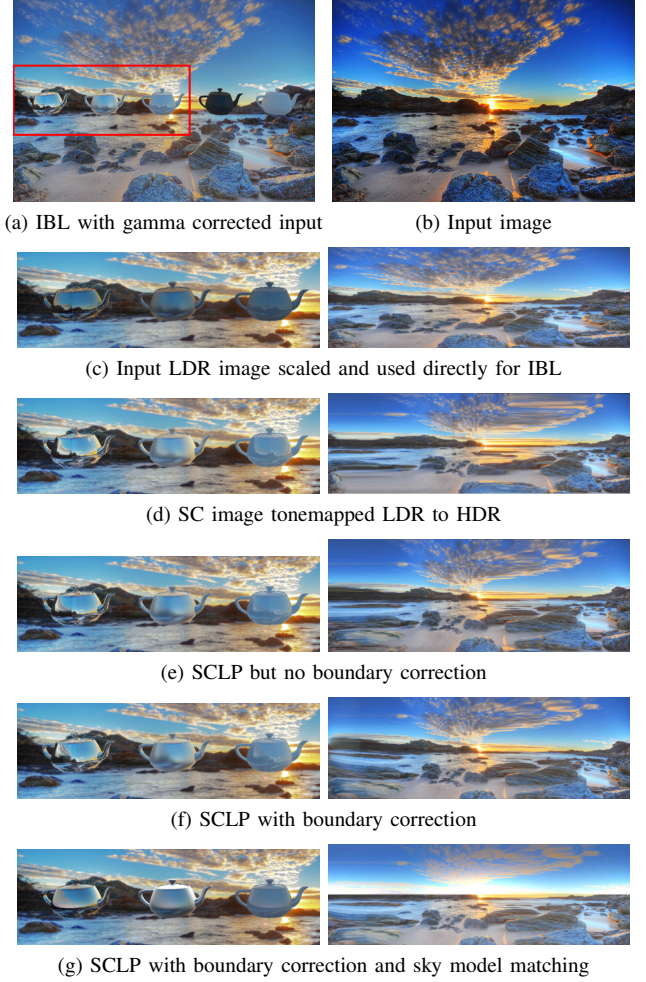 (a) IBL with gamma corrected input
(b) Input image
(c) Input LDR image scaled and used directly for IBL
(d) SC image tonemapped LDR to HDR
(e) SCLP but no boundary correction
(f) SCLP with boundary correction
(g) SCLP with boundary correction and sky model matching